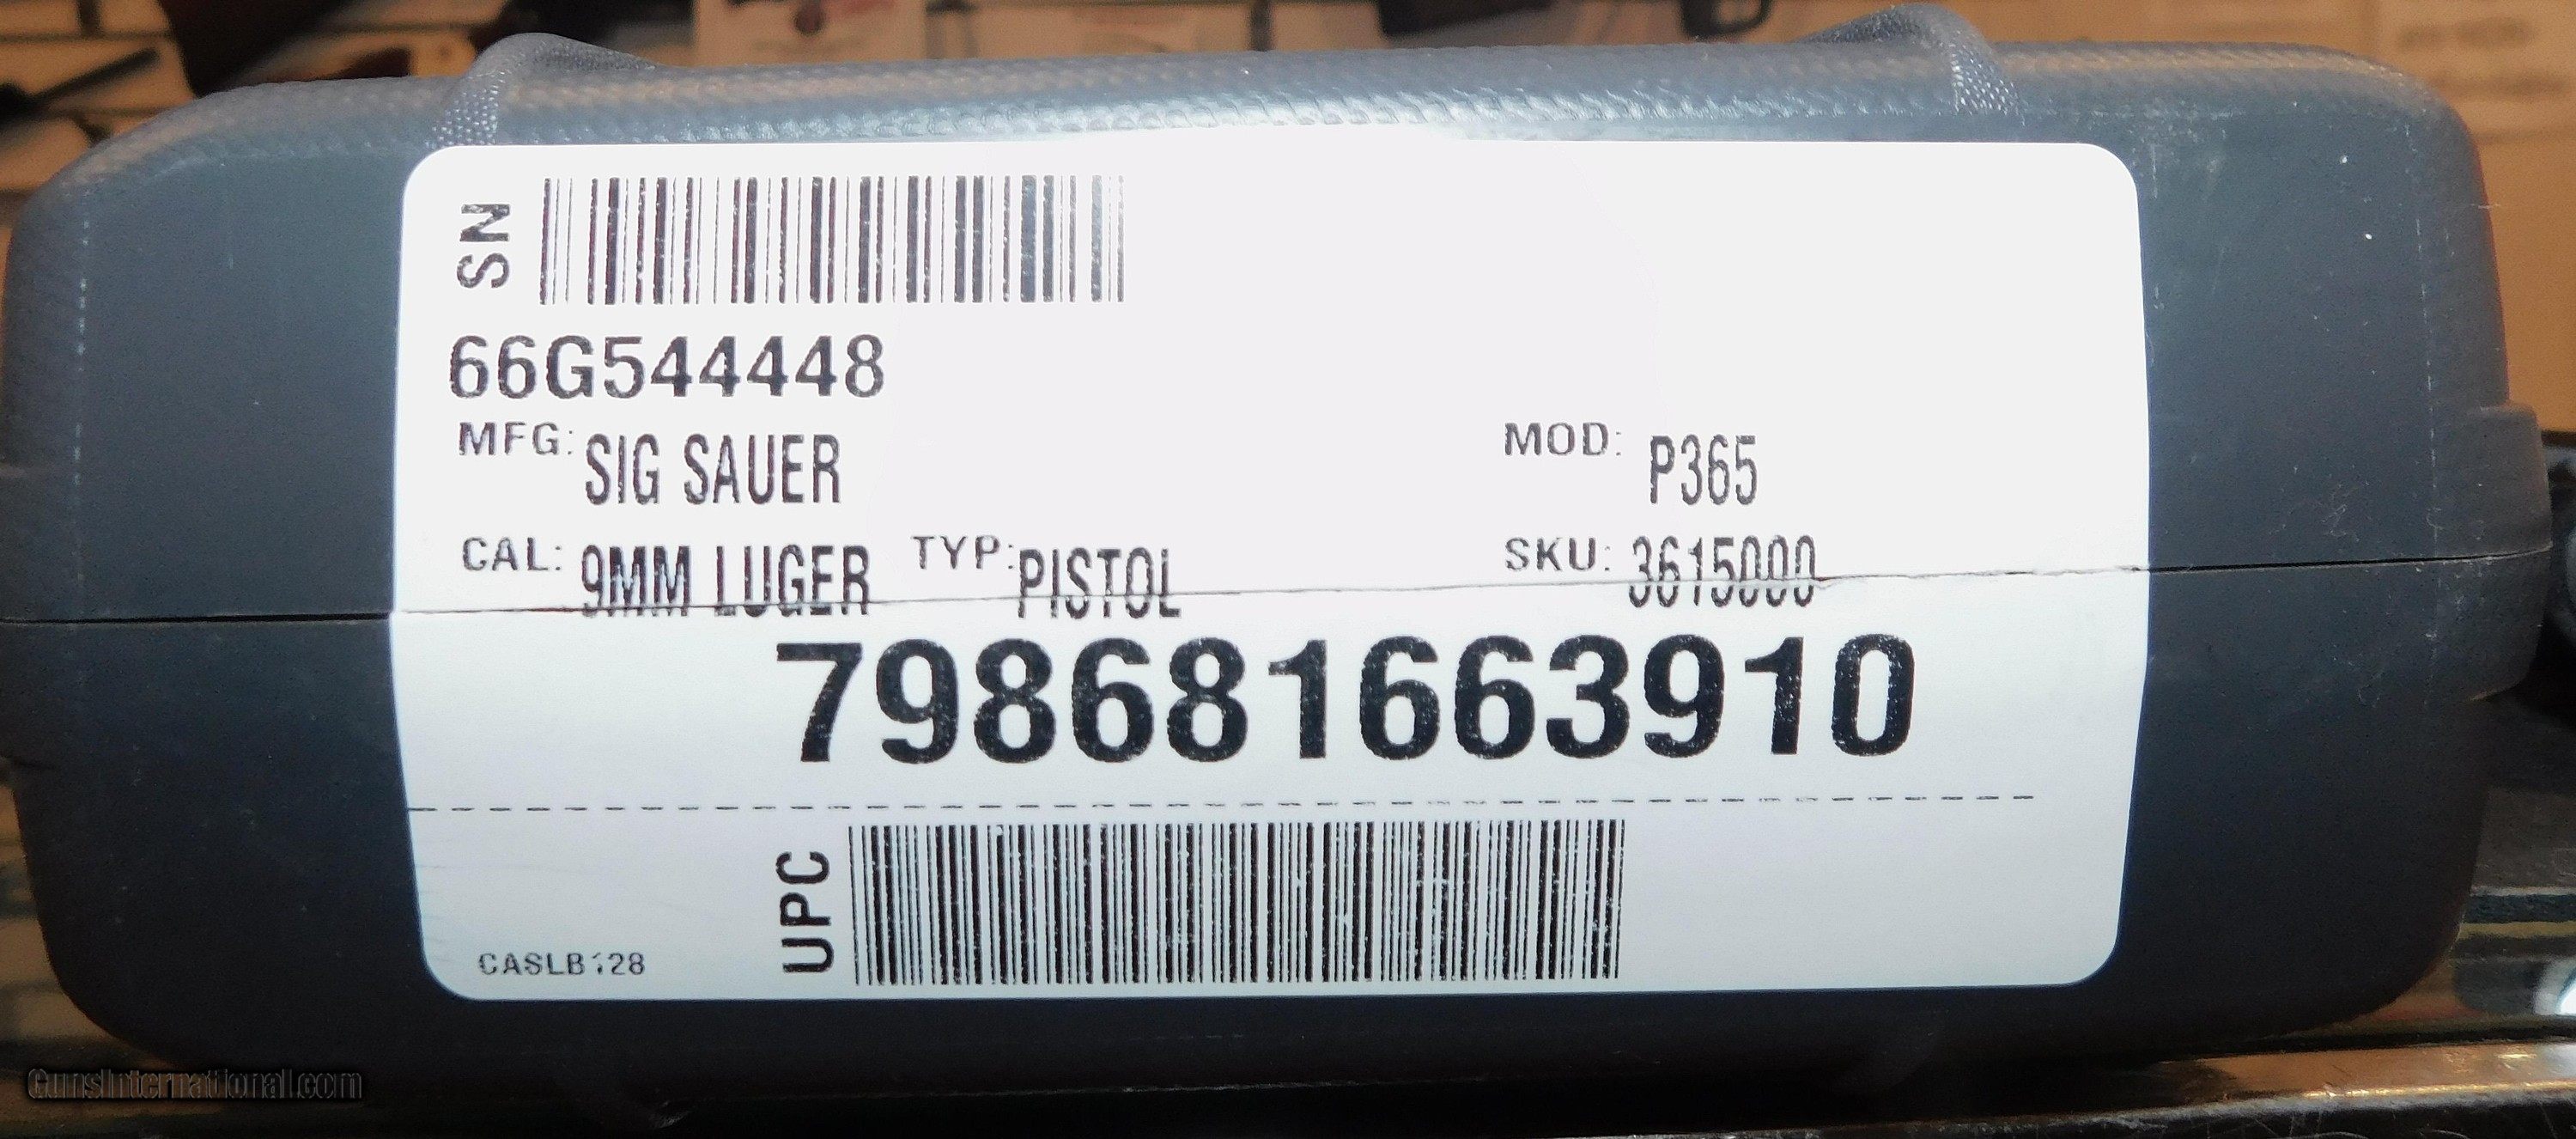 SN
66G544448
MFG: SIG SAUER MOD: P365
CAL: 9MM LUGER TYP: PISTOL SKU: 3615000
798681663910
UPC
CASLB128
GunsInternational.com